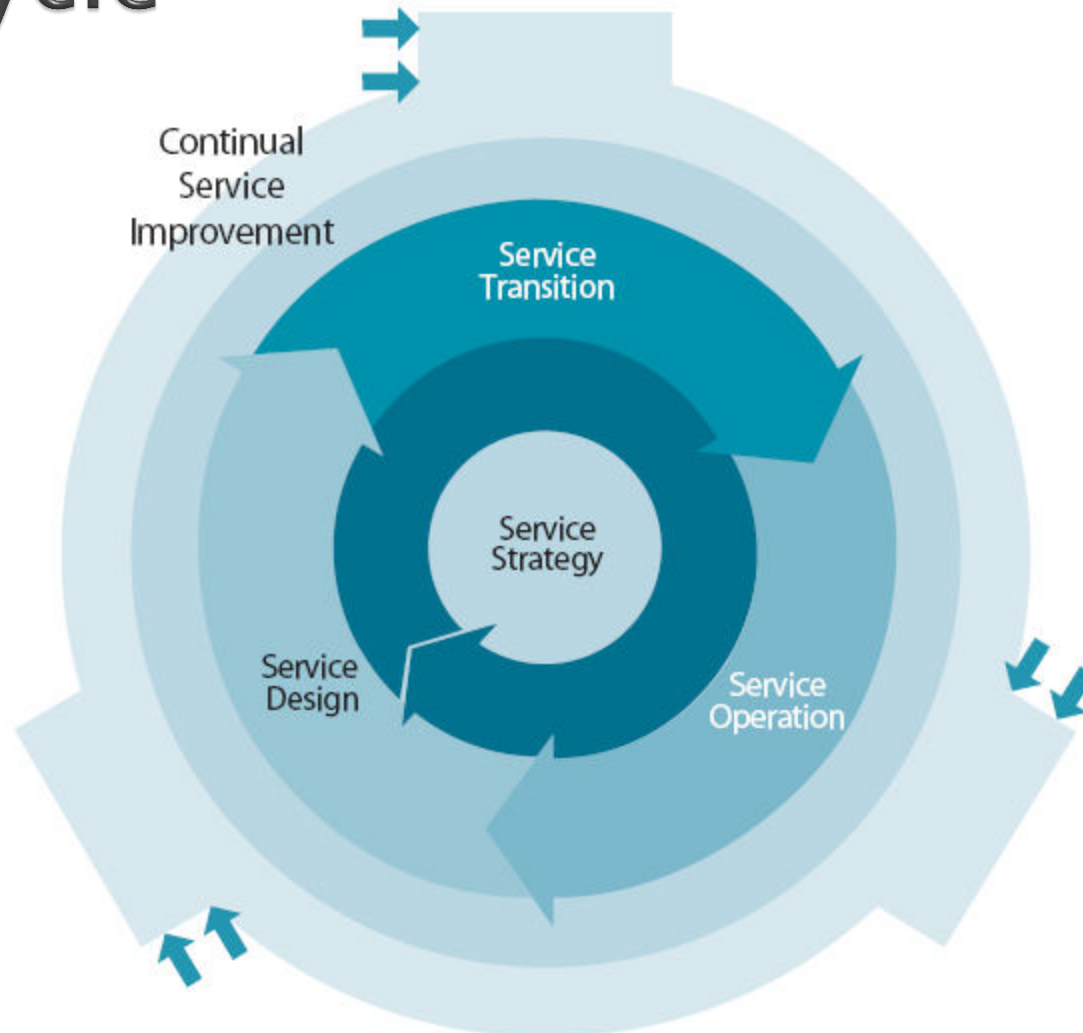 Continual
Service
Improvement
Service
Transition
Service
Strategy
Service
Design
Service
Operation